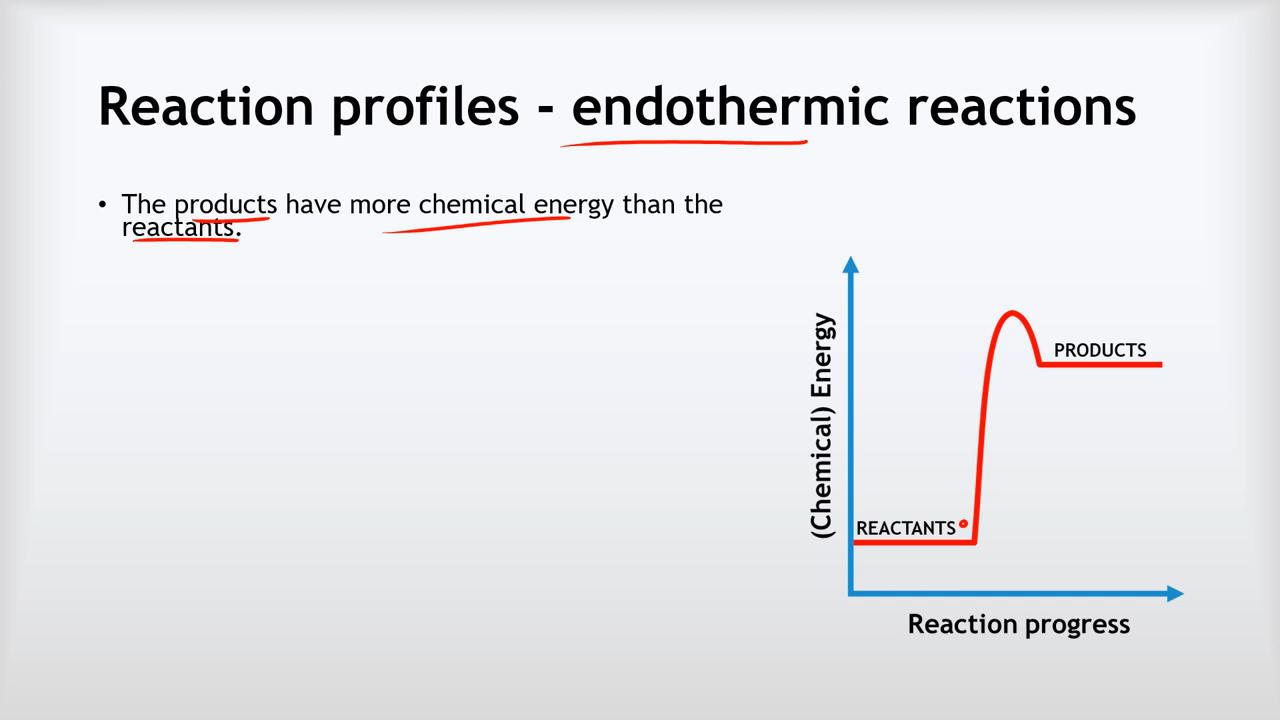 Reaction profiles - endothermic reactions
• The products have more chemical energy than the
reactants.
(Chemical) Energy
PRODUCTS
REACTANTS
Reaction progress